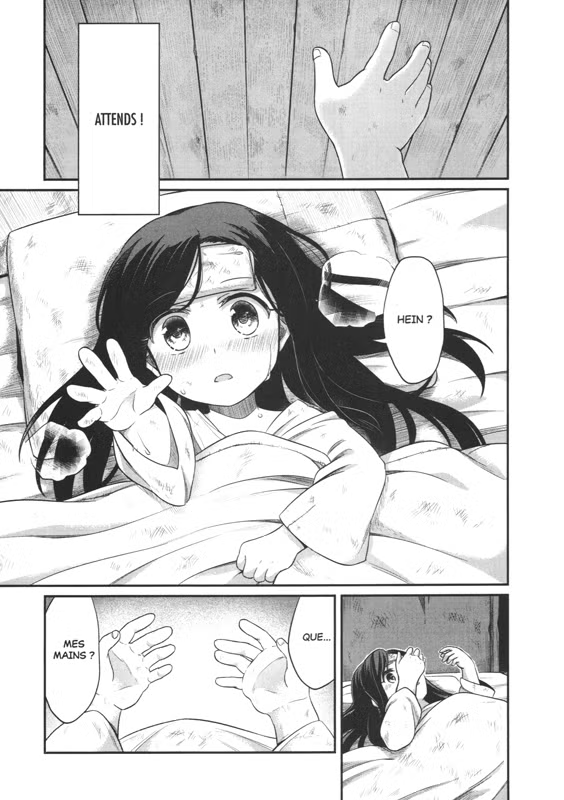 ATTENDS !
HEIN ?
QUE...
MES
MAINS ?